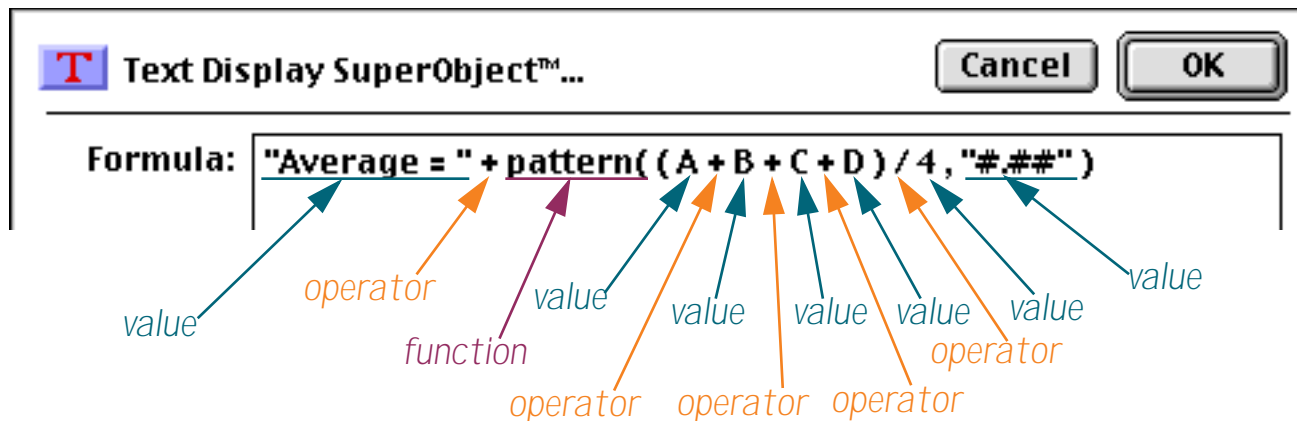 T Text Display SuperObject™... Cancel OK
Formula: "Average = " + pattern( ( A + B + C + D ) / 4 , "#.##" )
value operator function value operator value operator value operator value operator value value